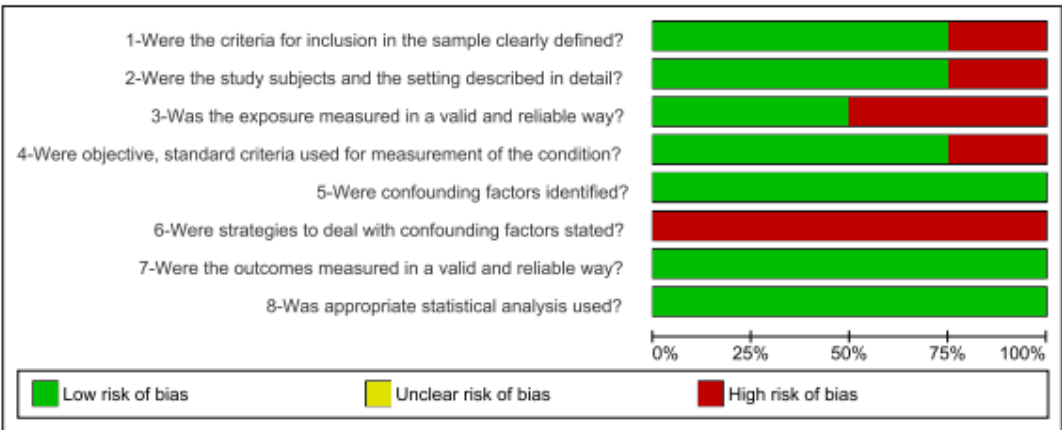 1-Were the criteria for inclusion in the sample clearly defined?
2-Were the study subjects and the setting described in detail?
3-Was the exposure measured in a valid and reliable way?
4-Were objective, standard criteria used for measurement of the condition?
5-Were confounding factors identified?
6-Were strategies to deal with confounding factors stated?
7-Were the outcomes measured in a valid and reliable way?
8-Was appropriate statistical analysis used?
0% 25% 50% 75% 100%
Low risk of bias Unclear risk of bias High risk of bias